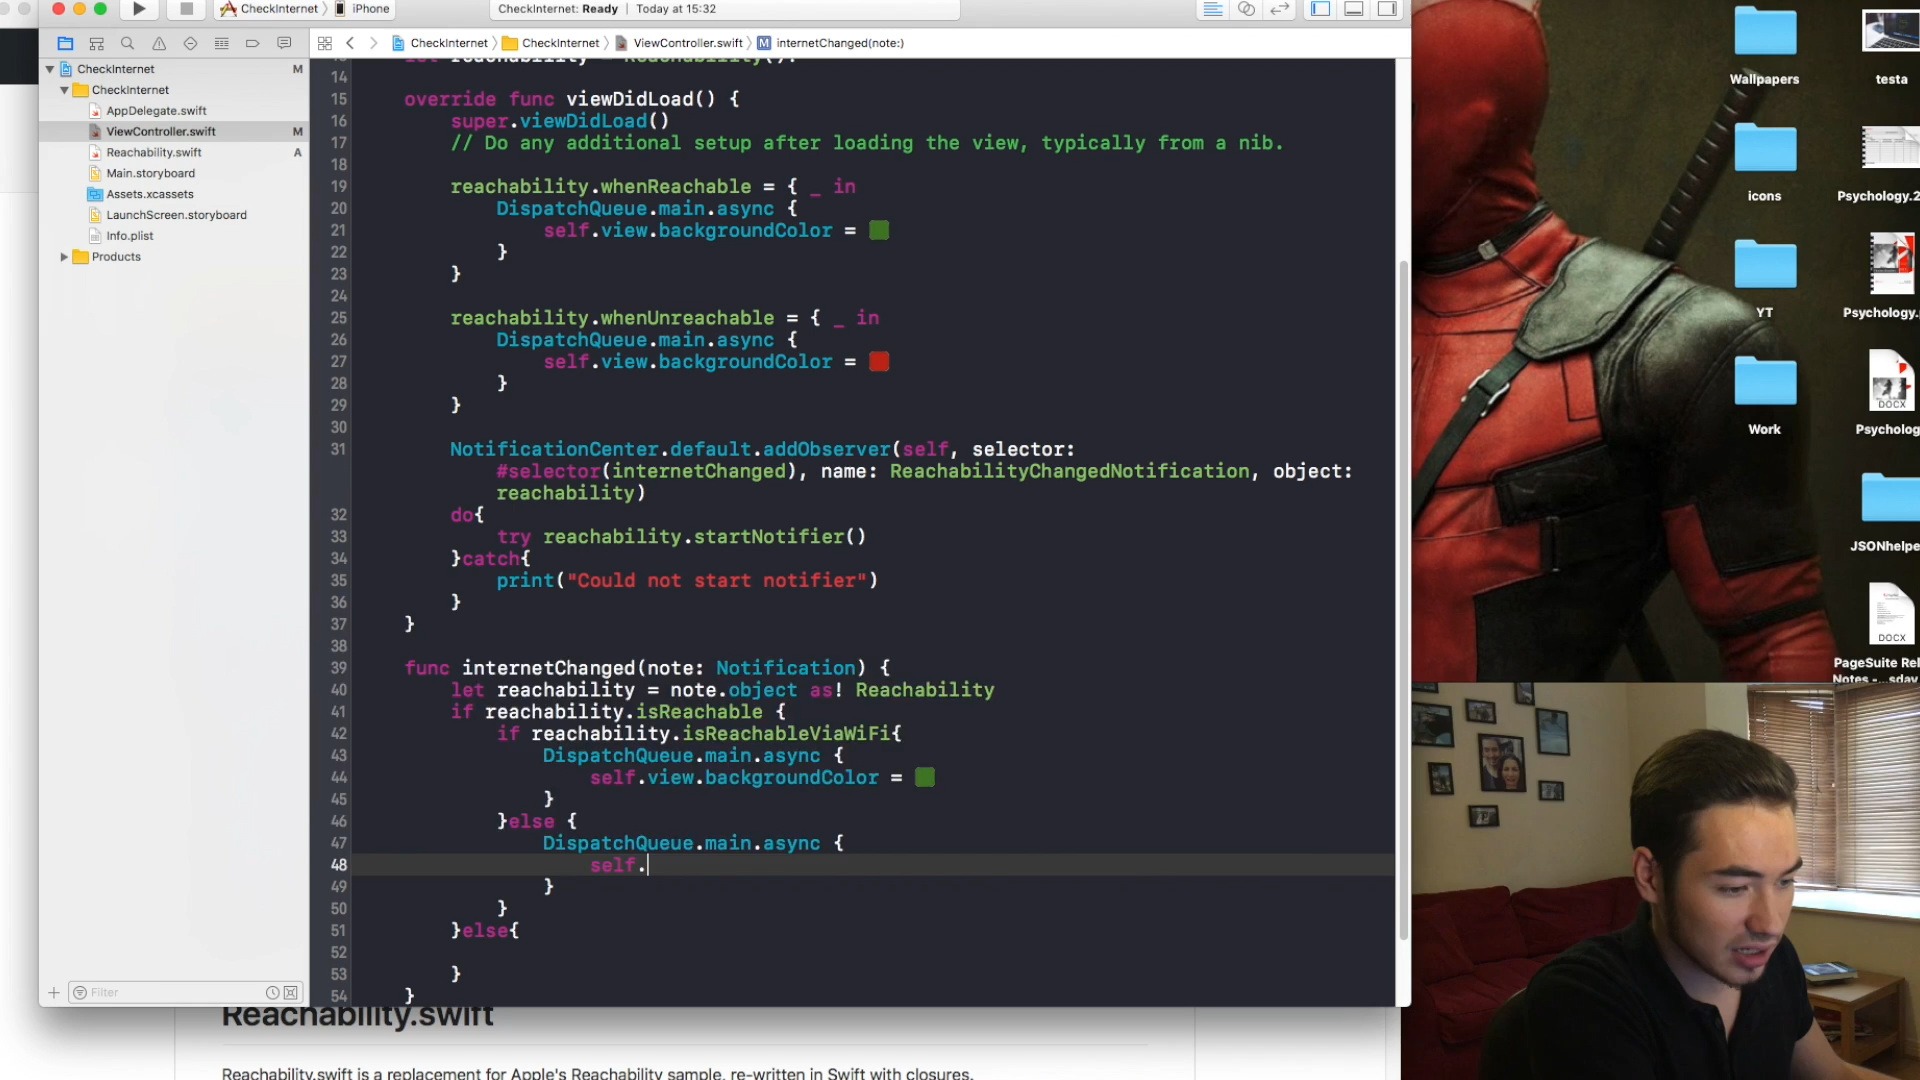 CheckInternet
iPhone
CheckInternet: Ready | Today at 15:32
CheckInternet
CheckInternet
ViewController.swift
M
internetChanged(note:)
CheckInternet
M
CheckInternet
AppDelegate.swift
ViewController.swift
M
Reachability.swift
A
Main.storyboard
Assets.xcassets
LaunchScreen.storyboard
Info.plist
Products
Filter
14
15 override func viewDidLoad() {
16 super.viewDidLoad()
17 // Do any additional setup after loading the view, typically from a nib.
18
19 reachability.whenReachable = { _ in
20 DispatchQueue.main.async {
21 self.view.backgroundColor =
22 }
23 }
24
25 reachability.whenUnreachable = { _ in
26 DispatchQueue.main.async {
27 self.view.backgroundColor =
28 }
29 }
30
31 NotificationCenter.default.addObserver(self, selector:
#selector(internetChanged), name: ReachabilityChangedNotification, object:
reachability)
32 do{
33 try reachability.startNotifier()
34 }catch{
35 print("Could not start notifier")
36 }
37 }
38
39 func internetChanged(note: Notification) {
40 let reachability = note.object as! Reachability
41 if reachability.isReachable {
42 if reachability.isReachableViaWiFi{
43 DispatchQueue.main.async {
44 self.view.backgroundColor =
45 }
46 }else {
47 DispatchQueue.main.async {
48 self.
49 }
50 }
51 }else{
52
53 }
54 }
Reachability.swift
Reachability.swift is a replacement for Apple's Reachability sample, re-written in Swift with closures.
Wallpapers
testa
icons
Psychology.2
YT
Psychology.
Work
DOCX
Psycholog
JSONhelpe
DOCX
PageSuite Rel
Notes -...sday